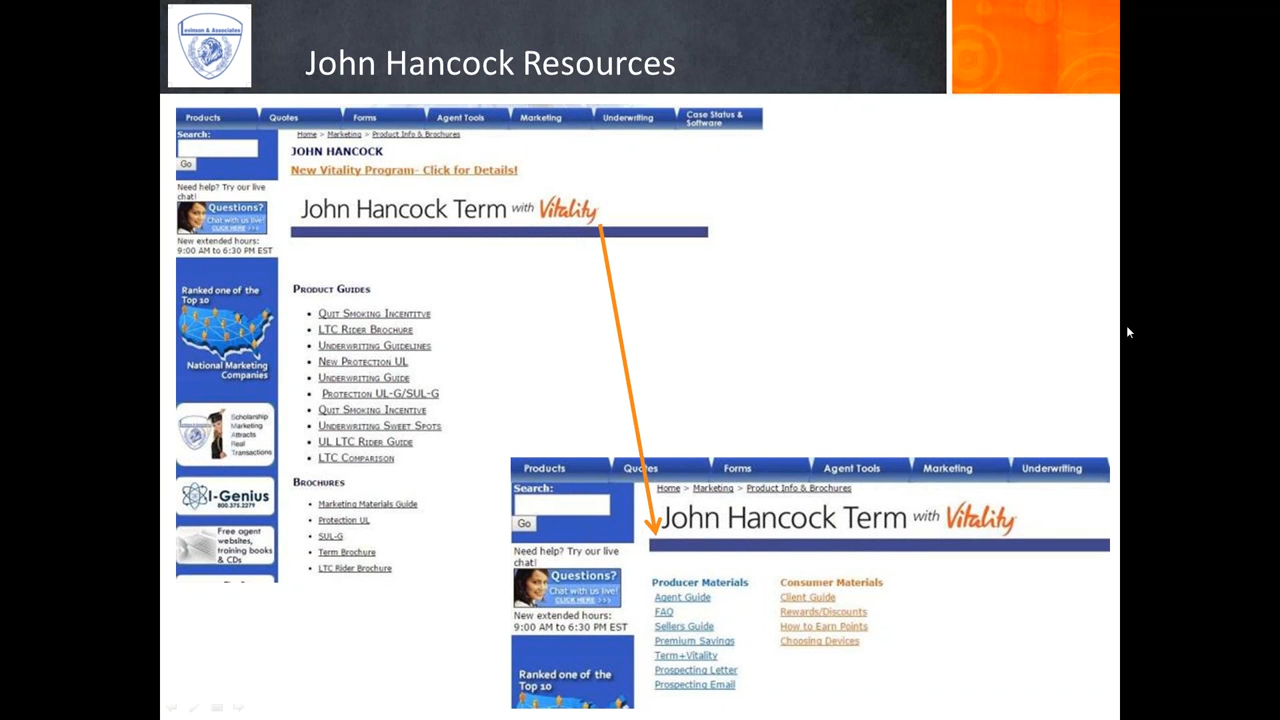 Levinson & Associates
John Hancock Resources
Products
Quotes
Forms
Agent Tools
Marketing
Underwriting
Case Status &
Software
Search:
Go
Need help? Try our live
chat!
Questions?
Chat with us live!
CLICK HERE >>>
New extended hours:
9:00 AM to 6:30 PM EST
Ranked one of the
Top 10
National Marketing
Companies
Scholarship
Marketing
Attracts
Real
Transactions
I-Genius
800.375.2279
Free agent
websites,
training books
& CDs
Home > Marketing > Product Info & Brochures
JOHN HANCOCK
New Vitality Program- Click for Details!
John Hancock Term with Vitality
PRODUCT GUIDES
QUIT SMOKING INCENTITVE
LTC RIDER BROCHURE
UNDERWRITING GUIDELINES
NEW PROTECTION UL
UNDERWRITING GUIDE
PROTECTION UL-G/SUL-G
QUIT SMOKING INCENTIVE
UNDERWRITING SWEET SPOTS
UL LTC RIDER GUIDE
LTC COMPARISON
BROCHURES
Marketing Materials Guide
Protection UL
SUL-G
Term Brochure
LTC Rider Brochure
Products
Quotes
Forms
Agent Tools
Marketing
Underwriting
Search:
Go
Need help? Try our live
chat!
Questions?
Chat with us live!
CLICK HERE >>>
New extended hours:
9:00 AM to 6:30 PM EST
Ranked one of the
Top 10
Home > Marketing > Product Info & Brochures
John Hancock Term with Vitality
Producer Materials
Agent Guide
FAQ
Sellers Guide
Premium Savings
Term+Vitality
Prospecting Letter
Prospecting Email
Consumer Materials
Client Guide
Rewards/Discounts
How to Earn Points
Choosing Devices